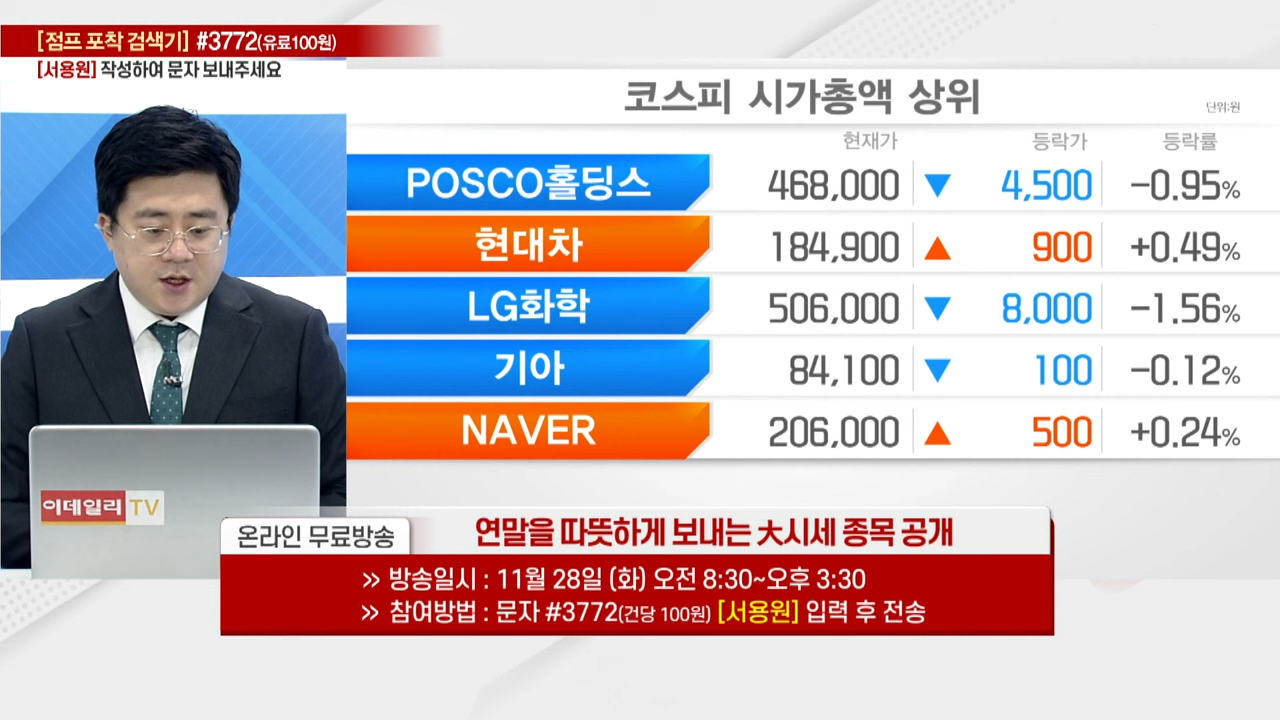 [점프 포착 검색기] #3772(유료100원)
[서용원] 작성하여 문자 보내주세요
코스피 시가총액 상위
단위:원
현재가 등락가 등락률
POSCO홀딩스 468,000 ▼ 4,500 -0.95%
현대차 184,900 ▲ 900 +0.49%
LG화학 506,000 ▼ 8,000 -1.56%
기아 84,100 ▼ 100 -0.12%
NAVER 206,000 ▲ 500 +0.24%
이데일리 TV
온라인 무료방송 연말을 따뜻하게 보내는 大시세 종목 공개
» 방송일시 : 11월 28일 (화) 오전 8:30~오후 3:30
» 참여방법 : 문자 #3772(건당 100원) [서용원] 입력 후 전송